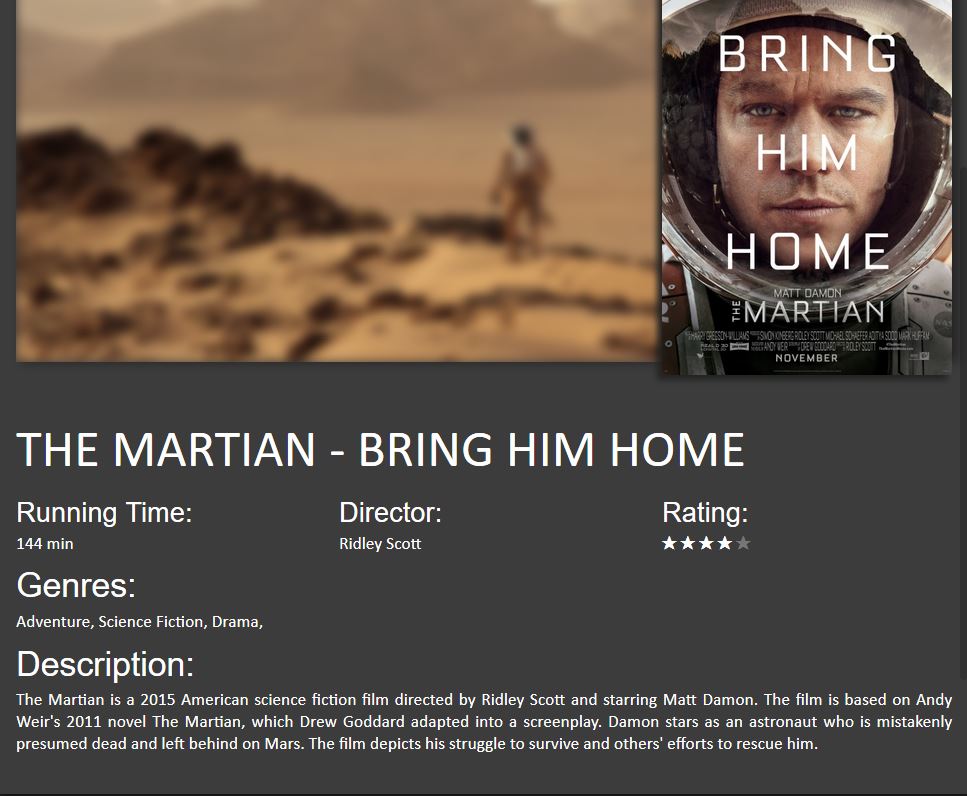 BRING
HIM
HOME
MATT DAMON
THE MARTIAN
NOVEMBER
THE MARTIAN - BRING HIM HOME
Running Time:
Director:
Rating:
144 min
Ridley Scott
Genres:
Adventure, Science Fiction, Drama,
Description:
The Martian is a 2015 American science fiction film directed by Ridley Scott and starring Matt Damon. The film is based on Andy
Weir's 2011 novel The Martian, which Drew Goddard adapted into a screenplay. Damon stars as an astronaut who is mistakenly
presumed dead and left behind on Mars. The film depicts his struggle to survive and others' efforts to rescue him.